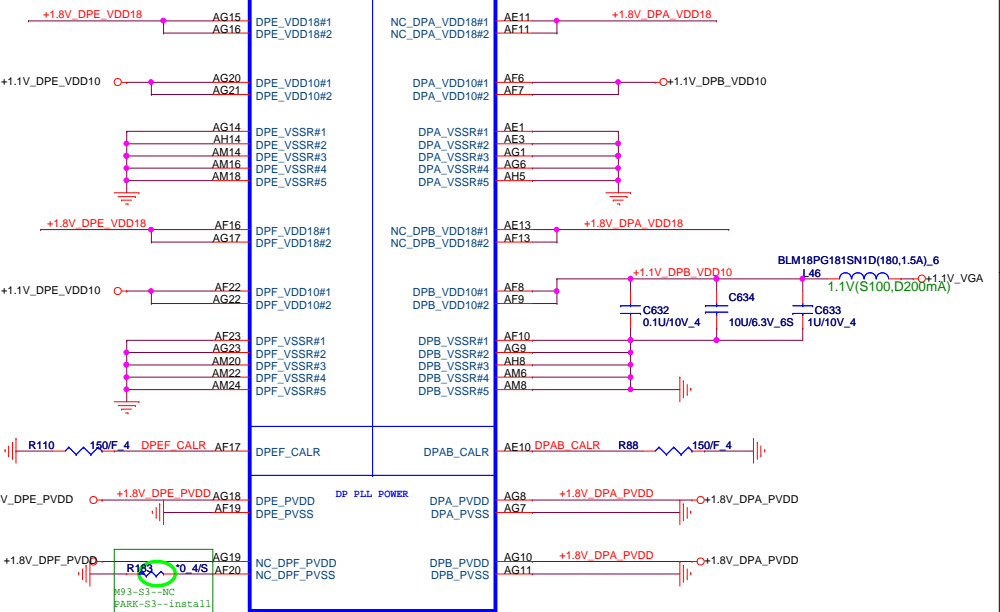 +1.8V_DPE_VDD18 AG15 DPE_VDD18#1 NC_DPA_VDD18#1 AE11 +1.8V_DPA_VDD18
AG16 DPE_VDD18#2 NC_DPA_VDD18#2 AF11
+1.1V_DPE_VDD10 AG20 DPE_VDD10#1 DPA_VDD10#1 AF6 +1.1V_DPB_VDD10
AG21 DPE_VDD10#2 DPA_VDD10#2 AF7
AG14 DPE_VSSR#1 DPA_VSSR#1 AE1
AH14 DPE_VSSR#2 DPA_VSSR#2 AE3
AM14 DPE_VSSR#3 DPA_VSSR#3 AG1
AM16 DPE_VSSR#4 DPA_VSSR#4 AG6
AM18 DPE_VSSR#5 DPA_VSSR#5 AH5
+1.8V_DPE_VDD18 AF16 DPF_VDD18#1 NC_DPB_VDD18#1 AE13 +1.8V_DPA_VDD18
AG17 DPF_VDD18#2 NC_DPB_VDD18#2 AF13
BLM18PG181SN1D(180,1.5A)_6
+1.1V_DPB_VDD10 L46 +1.1V_VGA
+1.1V_DPE_VDD10 AF22 DPF_VDD10#1 DPB_VDD10#1 AF8 1.1V(S100,D200mA)
AG22 DPF_VDD10#2 DPB_VDD10#2 AF9 C634
C632 C633
0.1U/10V_4 10U/6.3V_6S 1U/10V_4
AF23 DPF_VSSR#1 DPB_VSSR#1 AF10
AG23 DPF_VSSR#2 DPB_VSSR#2 AG9
AM20 DPF_VSSR#3 DPB_VSSR#3 AH8
AM22 DPF_VSSR#4 DPB_VSSR#4 AM6
AM24 DPF_VSSR#5 DPB_VSSR#5 AM8
R110 150/F_4 DPEF_CALR AF17 DPEF_CALR DPAB_CALR AE10 DPAB_CALR R88 150/F_4
DP PLL POWER
V_DPE_PVDD +1.8V_DPE_PVDD AG18 DPE_PVDD DPA_PVDD AG8 +1.8V_DPA_PVDD +1.8V_DPA_PVDD
AF19 DPE_PVSS DPA_PVSS AG7
+1.8V_DPF_PVDD AG19 NC_DPF_PVDD DPB_PVDD AG10 +1.8V_DPA_PVDD +1.8V_DPA_PVDD
*0_4/S AF20 NC_DPF_PVSS DPB_PVSS AG11
M93-S3--NC
PARK-S3--install